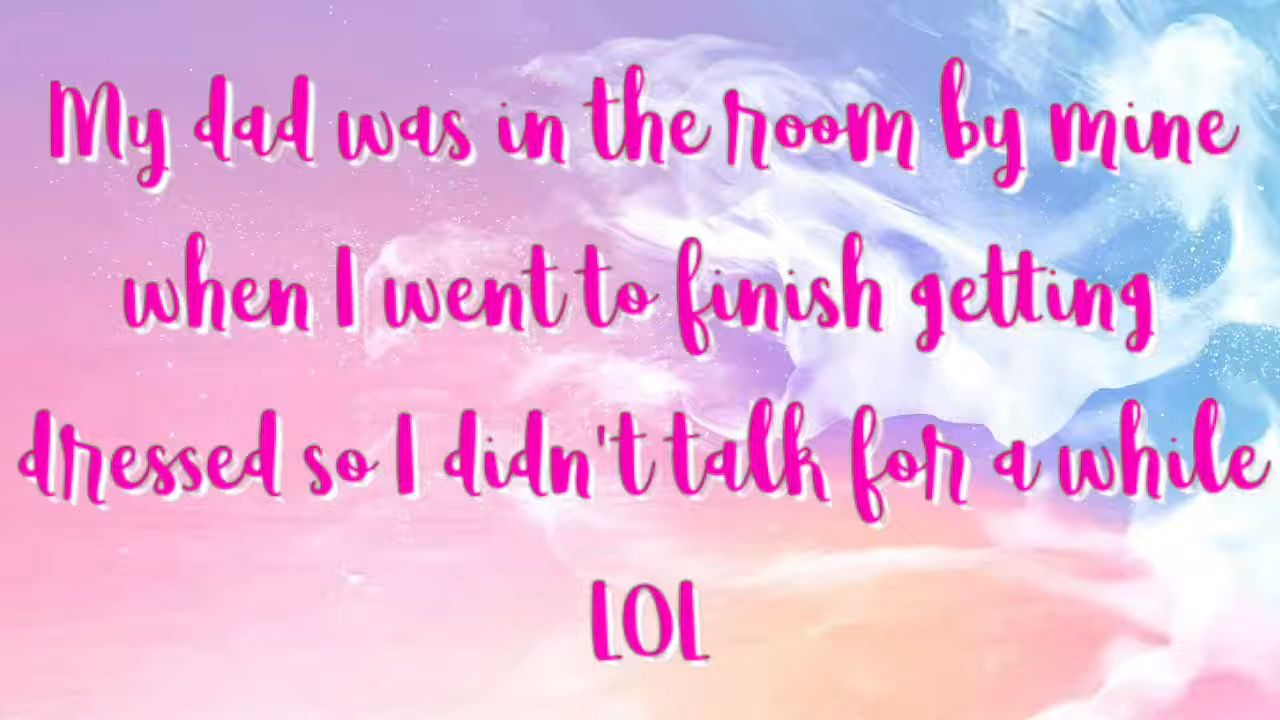 My dad was in the room by mine
when I went to finish getting
dressed so I didn't talk for a while
LOL